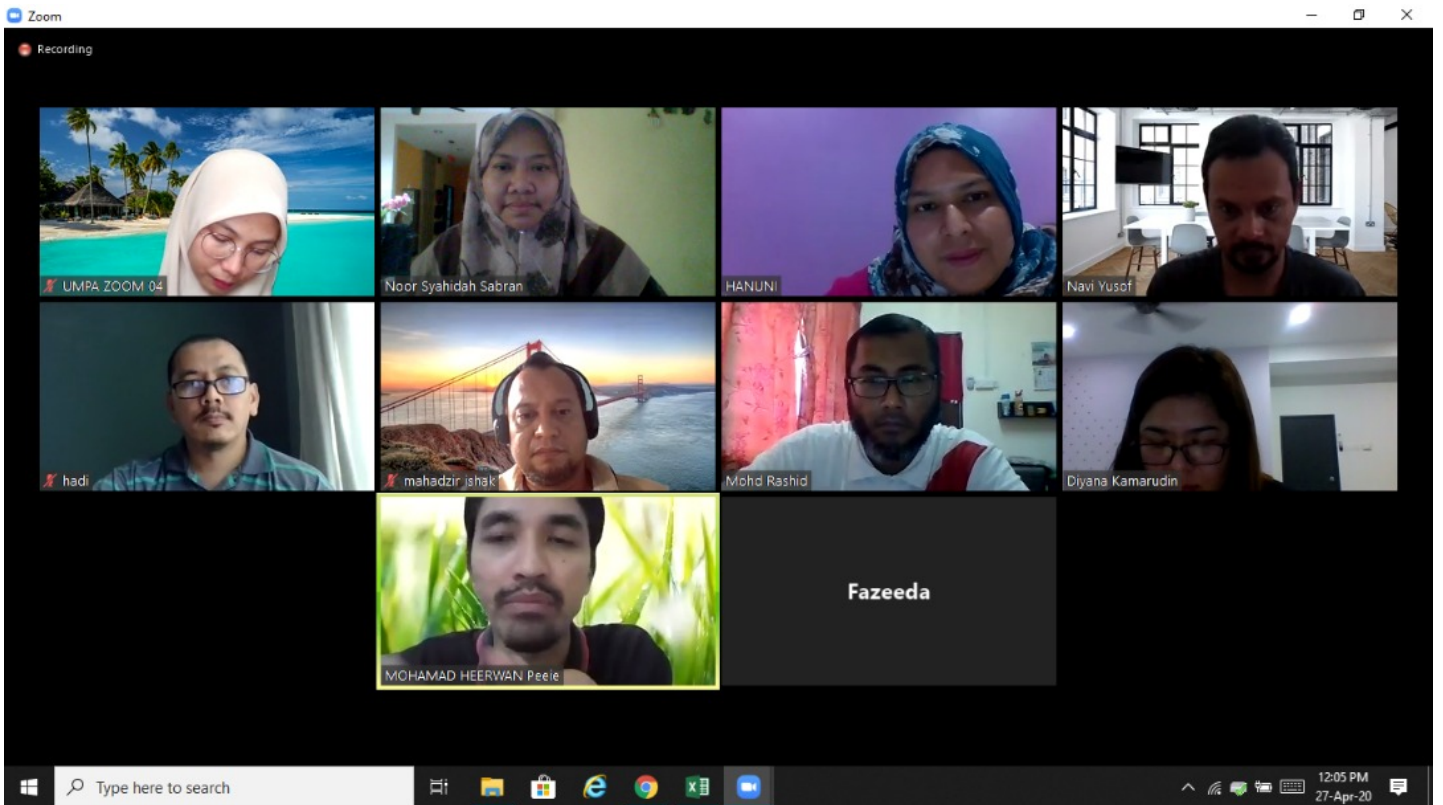 Zoom
Recording
UMPA ZOOM 04
Noor Syahidah Sabran
HANUNI
Navi Yusof
hadi
mahadzir ishak
Mohd Rashid
Diyana Kamarudin
MOHAMAD HEERWAN Peeie
Fazeeda
Type here to search
12:05 PM
27-Apr-20